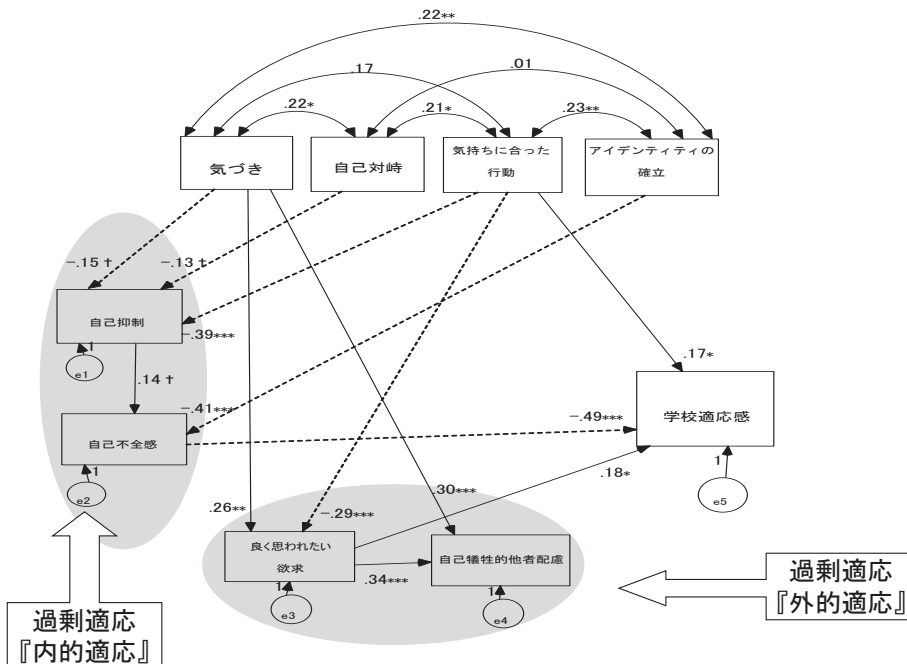 .22**
.17
.01
.22*
.21*
.23**
気づき
自己対峙
気持ちに合った
行動
アイデンティティの
確立
-.15 †
-.13 †
自己抑制
1
e1
-.39***
.14 †
.17*
-.41***
-.49***
学校適応感
自己不全感
1
e2
1
e5
.18*
.26**
-.29***
.30***
良く思われたい
欲求
.34***
自己犠牲的他者配慮
1
e3
1
e4
過剰適応
『内的適応』
過剰適応
『外的適応』